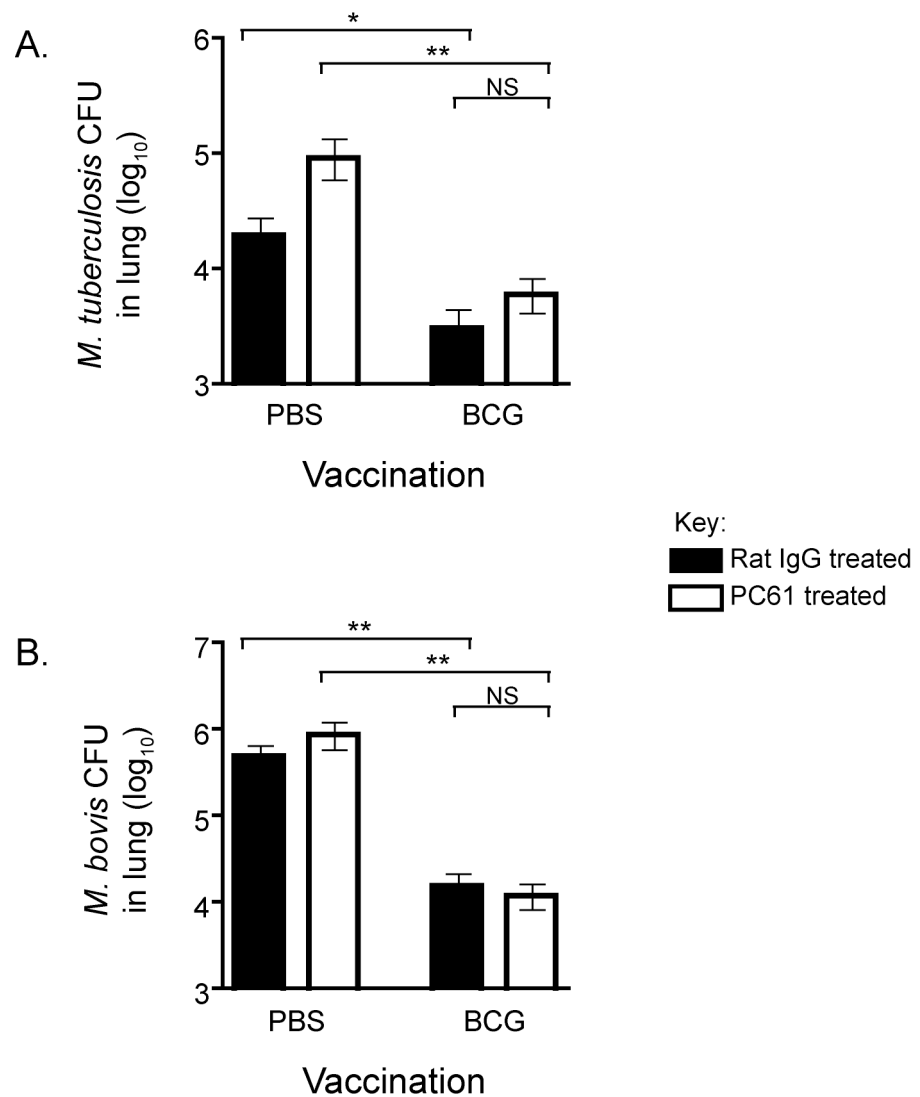 A.
M. tuberculosis CFU
in lung (log10)
6
5
4
3
*
**
NS
PBS BCG
Vaccination
Key:
Rat IgG treated
PC61 treated
B.
M. bovis CFU
in lung (log10)
7
6
5
4
3
**
**
NS
PBS BCG
Vaccination